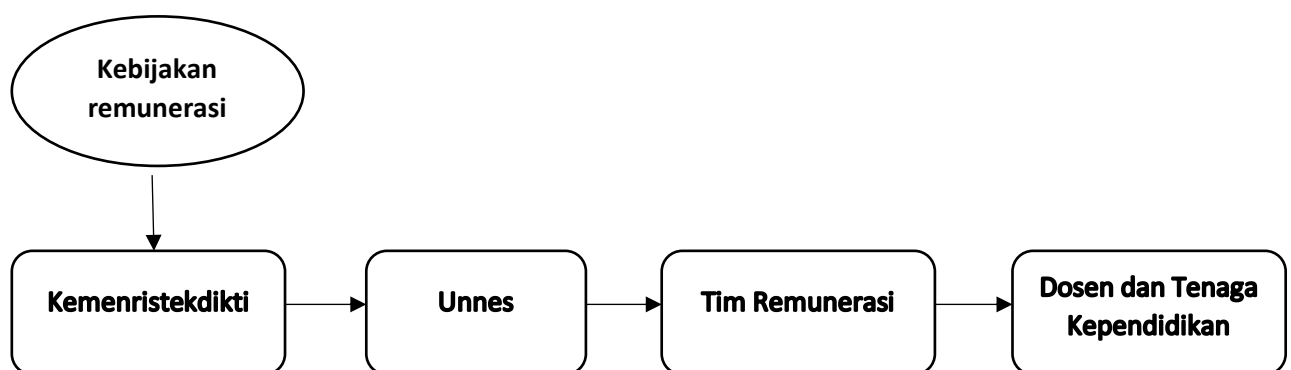 Kebijakan
remunerasi
Kemenristekdikti
Unnes
Tim Remunerasi
Dosen dan Tenaga
Kependidikan